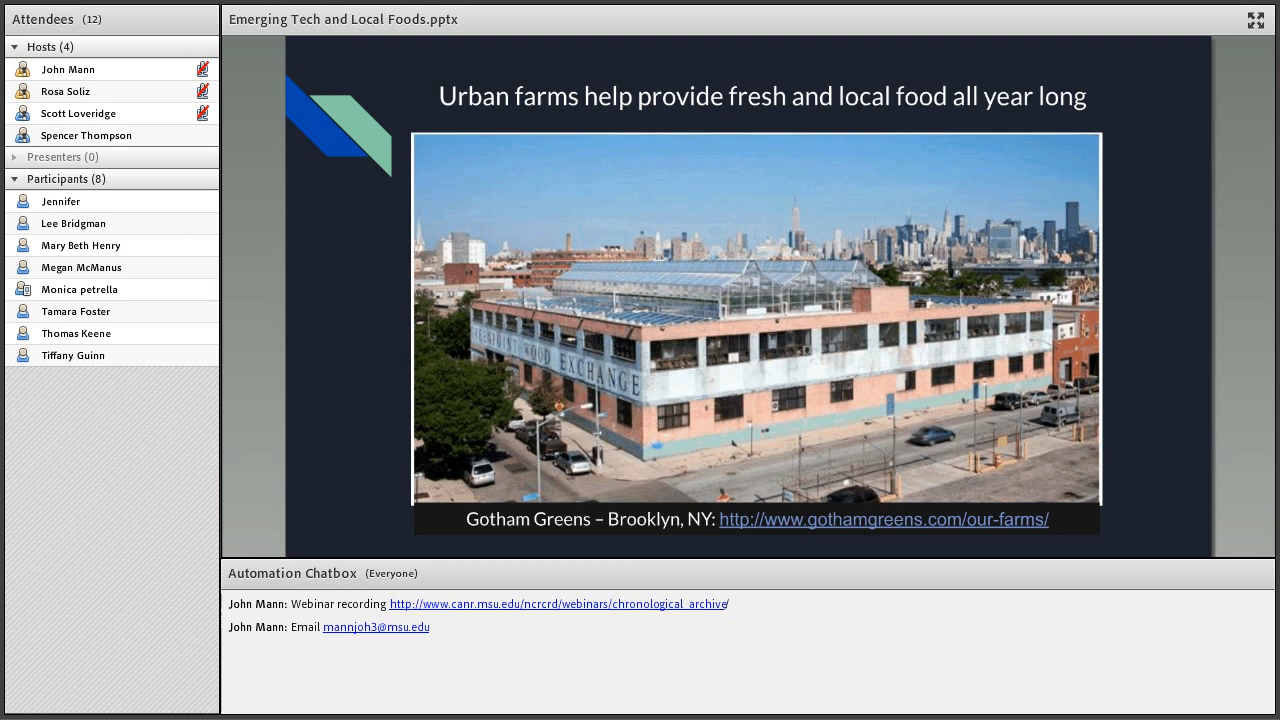 Attendees (12)
Hosts (4)
John Mann
Rosa Soliz
Scott Loveridge
Spencer Thompson
Presenters (0)
Participants (8)
Jennifer
Lee Bridgman
Mary Beth Henry
Megan McManus
Monica petrella
Tamara Foster
Thomas Keene
Tiffany Guinn
Emerging Tech and Local Foods.pptx
Urban farms help provide fresh and local food all year long
WOOD EXCHANGE
Gotham Greens – Brooklyn, NY: http://www.gothamgreens.com/our-farms/
Automation Chatbox (Everyone)
John Mann: Webinar recording http://www.canr.msu.edu/ncrcrd/webinars/chronological_archive/
John Mann: Email mannjoh3@msu.edu